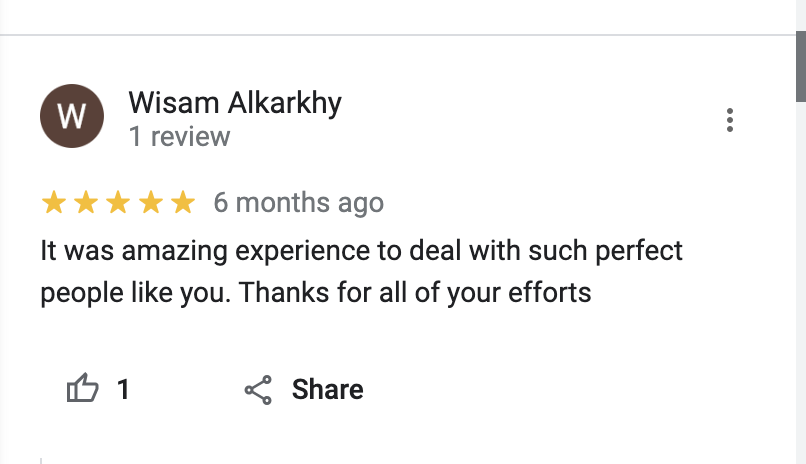 W
Wisam Alkarkhy
1 review
6 months ago
It was amazing experience to deal with such perfect
people like you. Thanks for all of your efforts
1
Share